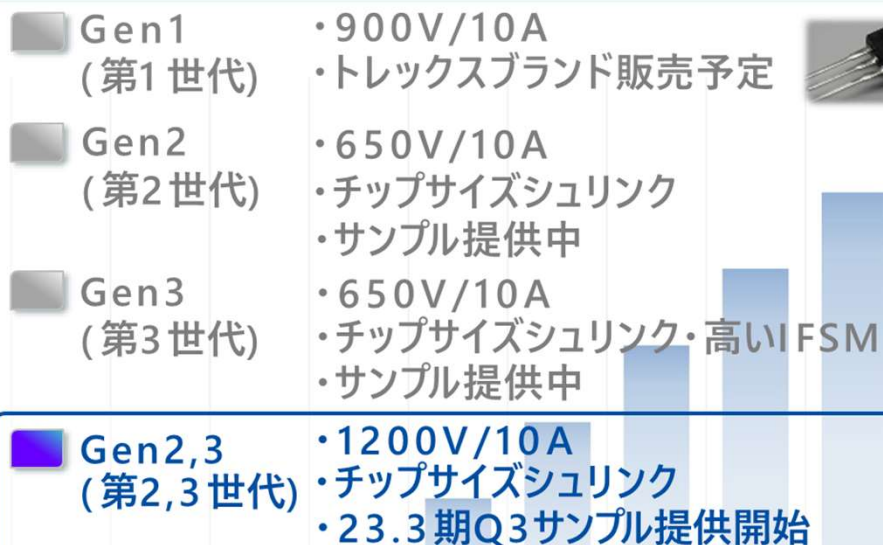 Gen1 ・900V/10A
(第1世代) ・トレックスブランド販売予定
Gen2 ・650V/10A
(第2世代) ・チップサイズシュリンク
・サンプル提供中
Gen3 ・650V/10A
(第3世代) ・チップサイズシュリンク・高いIFSM
・サンプル提供中
Gen2,3 ・1200V/10A
(第2,3世代) ・チップサイズシュリンク
・23.3期Q3サンプル提供開始